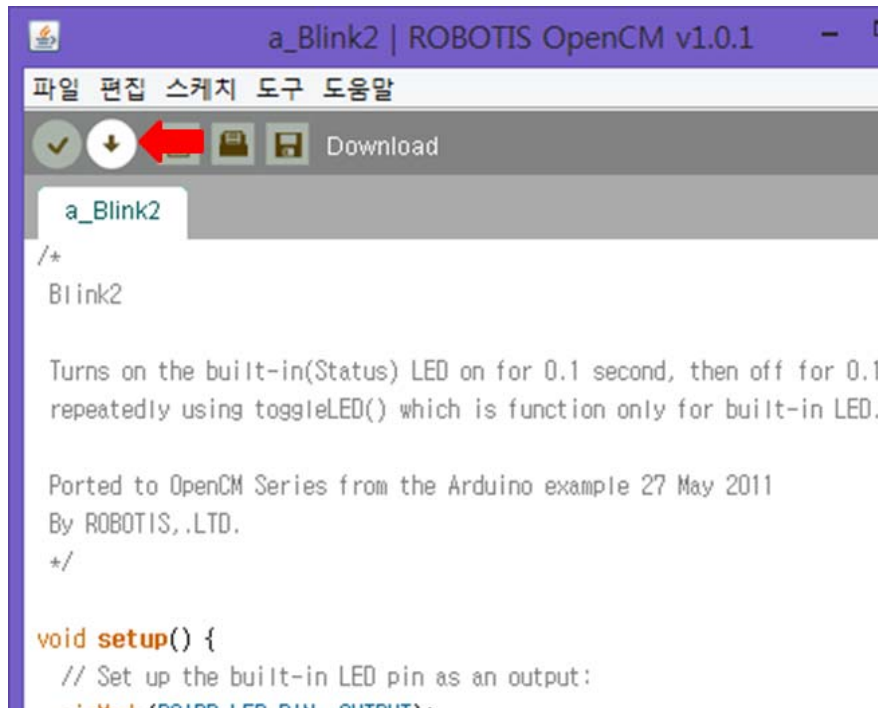 a_Blink2 | ROBOTIS OpenCM v1.0.1
파일 편집 스케치 도구 도움말
Download
a_Blink2
/*
Blink2
Turns on the built-in(Status) LED on for 0.1 second, then off for 0.1
repeatedly using toggleLED() which is function only for built-in LED.
Ported to OpenCM Series from the Arduino example 27 May 2011
By ROBOTIS,.LTD.
*/
void setup() {
// Set up the built-in LED pin as an output: